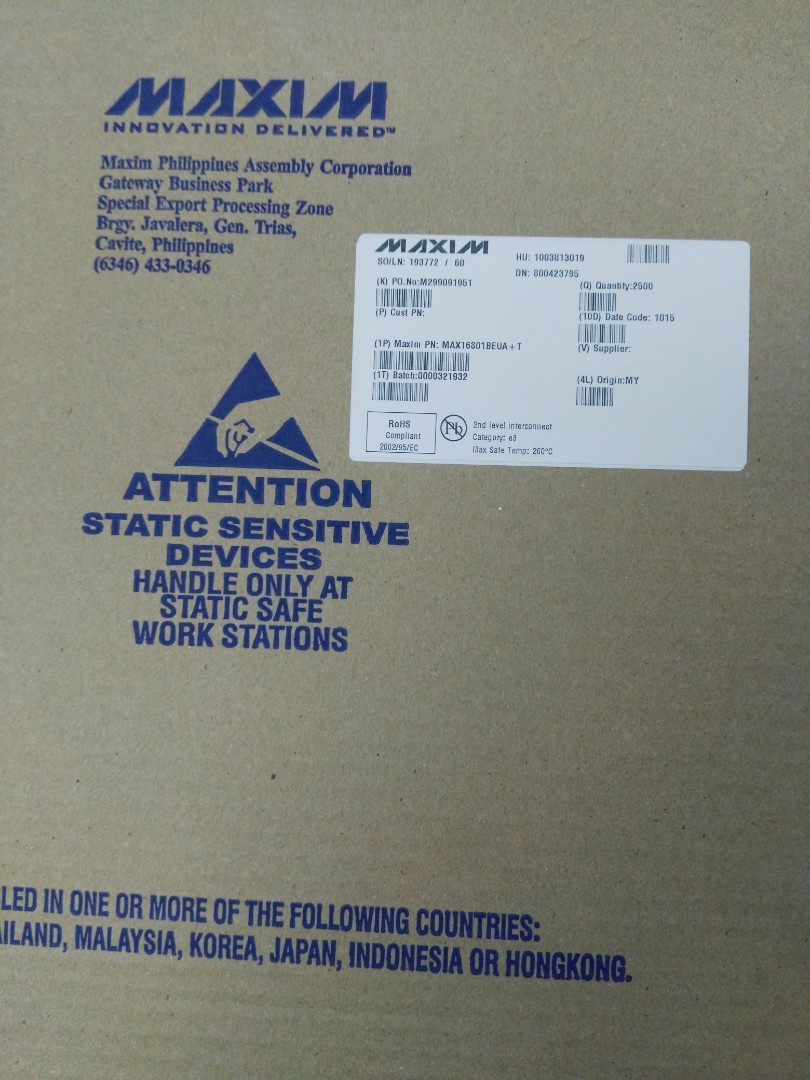 MAXIM
INNOVATION DELIVERED™
Maxim Philippines Assembly Corporation
Gateway Business Park
Special Export Processing Zone
Brgy. Javalera, Gen. Trias,
Cavite, Philippines
(6346) 433-0346
MAXIM
SO/LN: 193772 / 60
HU: 1003813019
DN: 800423795
(K) PO.No:M299091951
(Q) Quantity:2500
(P) Cust PN:
(10D) Date Code: 1015
(1P) Maxim PN: MAX16801BEUA+T
(V) Supplier:
(1T) Batch:0000321932
(4L) Origin:MY
RoHS
Compliant
2002/95/EC
Pb
2nd level interconnect
Category: e3
Max Safe Temp: 260°C
ATTENTION
STATIC SENSITIVE
DEVICES
HANDLE ONLY AT
STATIC SAFE
WORK STATIONS
LED IN ONE OR MORE OF THE FOLLOWING COUNTRIES:
AILAND, MALAYSIA, KOREA, JAPAN, INDONESIA OR HONGKONG.